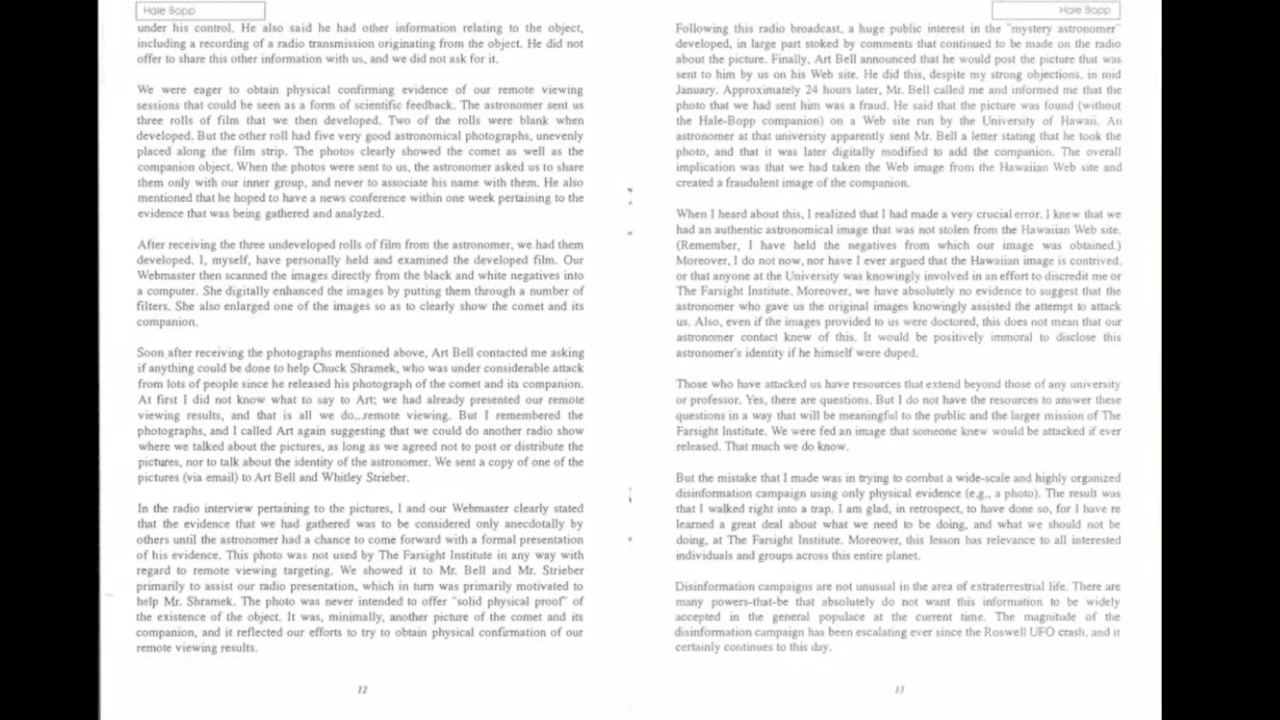 Hale Bopp
under his control. He also said he had other information relating to the object,
including a recording of a radio transmission originating from the object. He did not
offer to share this other information with us, and we did not ask for it.
We were eager to obtain physical confirming evidence of our remote viewing
sessions that could be seen as a form of scientific feedback. The astronomer sent us
three rolls of film that we then developed. Two of the rolls were blank when
developed. But the other roll had five very good astronomical photographs, unevenly
placed along the film strip. The photos clearly showed the comet as well as the
companion object. When the photos were sent to us, the astronomer asked us to share
them only with our inner group, and never to associate his name with them. He also
mentioned that he hoped to have a news conference within one week pertaining to the
evidence that was being gathered and analyzed.
After receiving the three undeveloped rolls of film from the astronomer, we had them
developed. I, myself, have personally held and examined the developed film. Our
Webmaster then scanned the images directly from the black and white negatives into
a computer. She digitally enhanced the images by putting them through a number of
filters. She also enlarged one of the images so as to clearly show the comet and its
companion.
Soon after receiving the photographs mentioned above, Art Bell contacted me asking
if anything could be done to help Chuck Shramek, who was under considerable attack
from lots of people since he released his photograph of the comet and its companion.
At first I did not know what to say to Art; we had already presented our remote
viewing results, and that is all we do...remote viewing. But I remembered the
photographs, and I called Art again suggesting that we could do another radio show
where we talked about the pictures, as long as we agreed not to post or distribute the
pictures, nor to talk about the identity of the astronomer. We sent a copy of one of the
pictures (via email) to Art Bell and Whitley Strieber.
In the radio interview pertaining to the pictures, I and our Webmaster clearly stated
that the evidence that we had gathered was to be considered only anecdotally by
others until the astronomer had a chance to come forward with a formal presentation
of his evidence. This photo was not used by The Farsight Institute in any way with
regard to remote viewing targeting. We showed it to Mr. Bell and Mr. Strieber
primarily to assist our radio presentation, which in turn was primarily motivated to
help Mr. Shramek. The photo was never intended to offer "solid physical proof" of
the existence of the object. It was, minimally, another picture of the comet and its
companion, and it reflected our efforts to try to obtain physical confirmation of our
remote viewing results.
12
Hale Bopp
Following this radio broadcast, a huge public interest in the "mystery astronomer"
developed, in large part stoked by comments that continued to be made on the radio
about the picture. Finally, Art Bell announced that he would post the picture that was
sent to him by us on his Web site. He did this, despite my strong objections, in mid
January. Approximately 24 hours later, Mr. Bell called me and informed me that the
photo that we had sent him was a fraud. He said that the picture was found (without
the Hale-Bopp companion) on a Web site run by the University of Hawaii. An
astronomer at that university apparently sent Mr. Bell a letter stating that he took the
photo, and that it was later digitally modified to add the companion. The overall
implication was that we had taken the Web image from the Hawaiian Web site and
created a fraudulent image of the companion.
When I heard about this, I realized that I had made a very crucial error. I knew that we
had an authentic astronomical image that was not stolen from the Hawaiian Web site.
(Remember, I have held the negatives from which our image was obtained.)
Moreover, I do not now, nor have I ever argued that the Hawaiian image is contrived,
or that anyone at the University was knowingly involved in an effort to discredit me or
The Farsight Institute. Moreover, we have absolutely no evidence to suggest that the
astronomer who gave us the original images knowingly assisted the attempt to attack
us. Also, even if the images provided to us were doctored, this does not mean that our
astronomer contact knew of this. It would be positively immoral to disclose this
astronomer's identity if he himself were duped.
Those who have attacked us have resources that extend beyond those of any university
or professor. Yes, there are questions. But I do not have the resources to answer these
questions in a way that will be meaningful to the public and the larger mission of The
Farsight Institute. We were fed an image that someone knew would be attacked if ever
released. That much we do know.
But the mistake that I made was in trying to combat a wide-scale and highly organized
disinformation campaign using only physical evidence (e.g., a photo). The result was
that I walked right into a trap. I am glad, in retrospect, to have done so, for I have re
learned a great deal about what we need to be doing, and what we should not be
doing, at The Farsight Institute. Moreover, this lesson has relevance to all interested
individuals and groups across this entire planet.
Disinformation campaigns are not unusual in the area of extraterrestrial life. There are
many powers-that-be that absolutely do not want this information to be widely
accepted in the general populace at the current time. The magnitude of the
disinformation campaign has been escalating ever since the Roswell UFO crash, and it
certainly continues to this day.
13